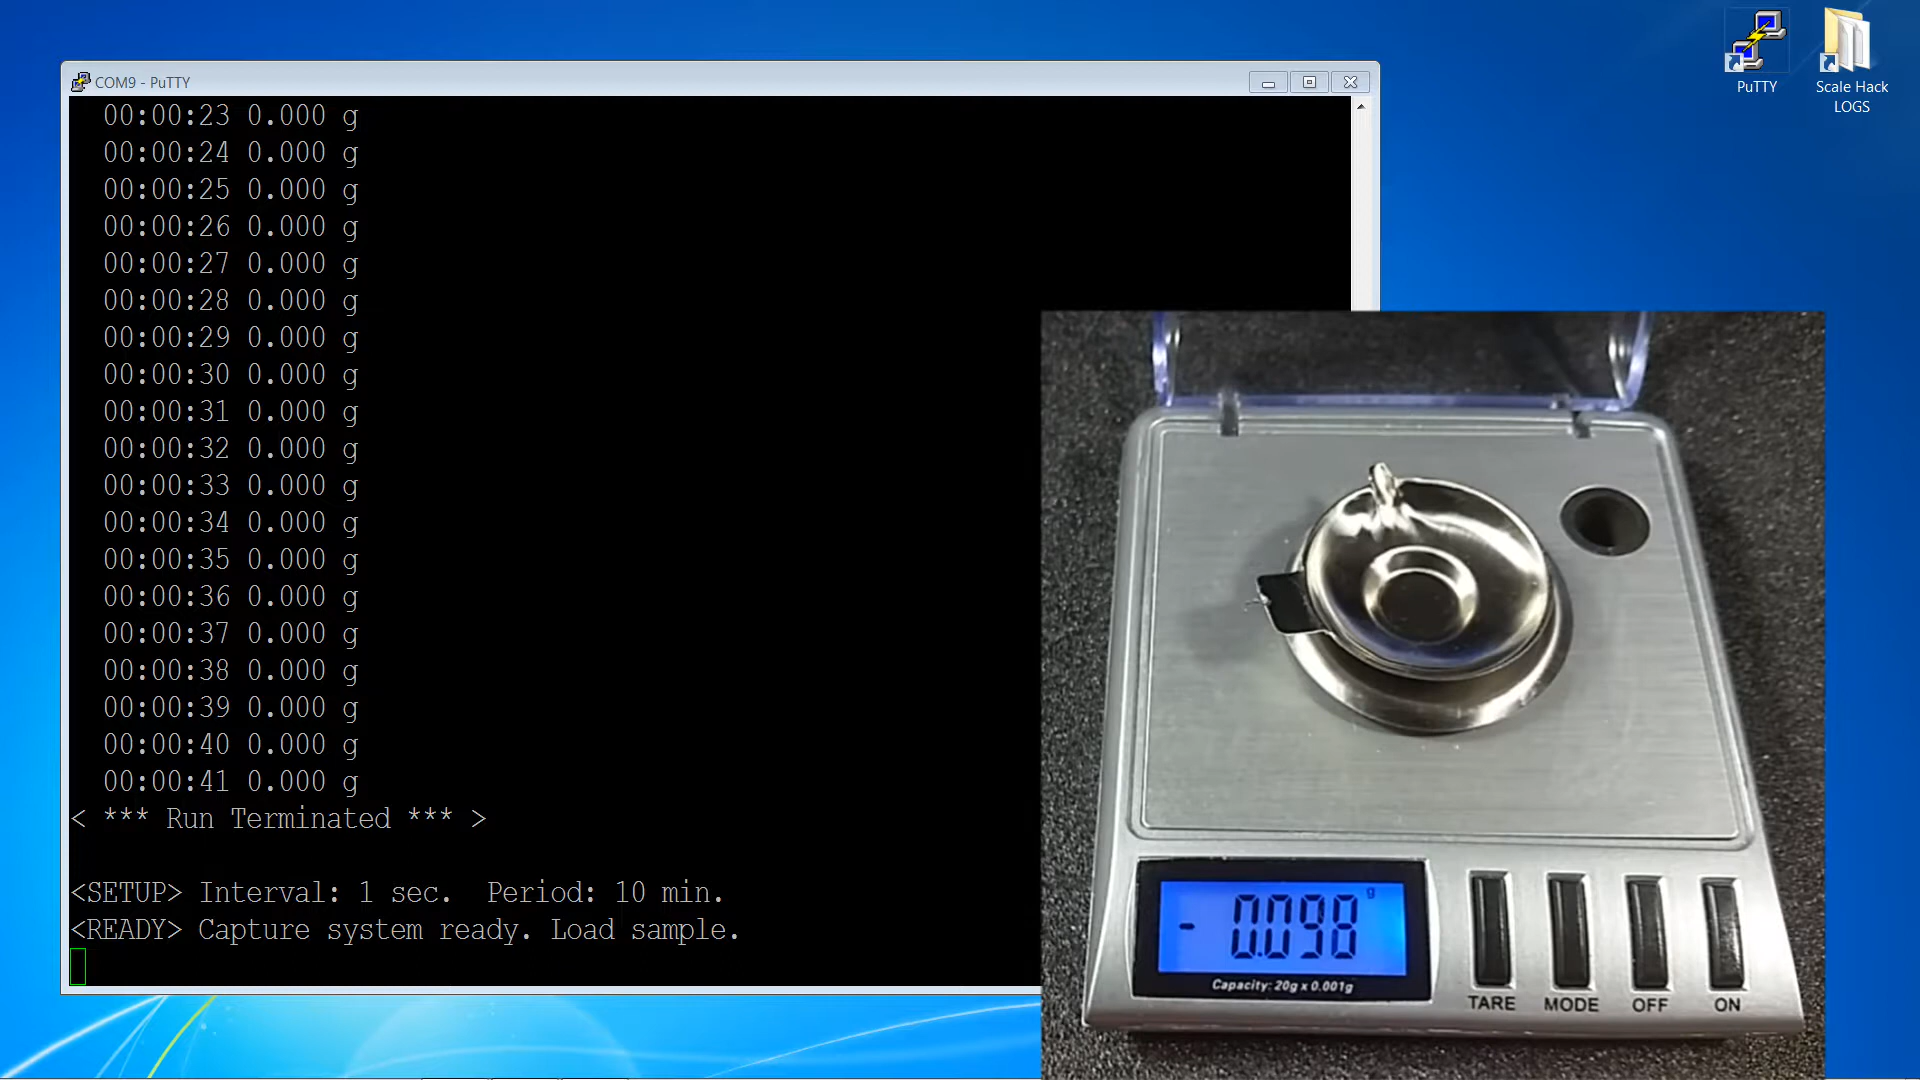 PuTTY
Scale Hack
LOGS
COM9 - PuTTY
00:00:23 0.000 g
00:00:24 0.000 g
00:00:25 0.000 g
00:00:26 0.000 g
00:00:27 0.000 g
00:00:28 0.000 g
00:00:29 0.000 g
00:00:30 0.000 g
00:00:31 0.000 g
00:00:32 0.000 g
00:00:33 0.000 g
00:00:34 0.000 g
00:00:35 0.000 g
00:00:36 0.000 g
00:00:37 0.000 g
00:00:38 0.000 g
00:00:39 0.000 g
00:00:40 0.000 g
00:00:41 0.000 g
< *** Run Terminated *** >
<SETUP> Interval: 1 sec.  Period: 10 min.
<READY> Capture system ready. Load sample.
g
- 0.098
Capacity: 20g x 0.001g
TARE MODE OFF ON